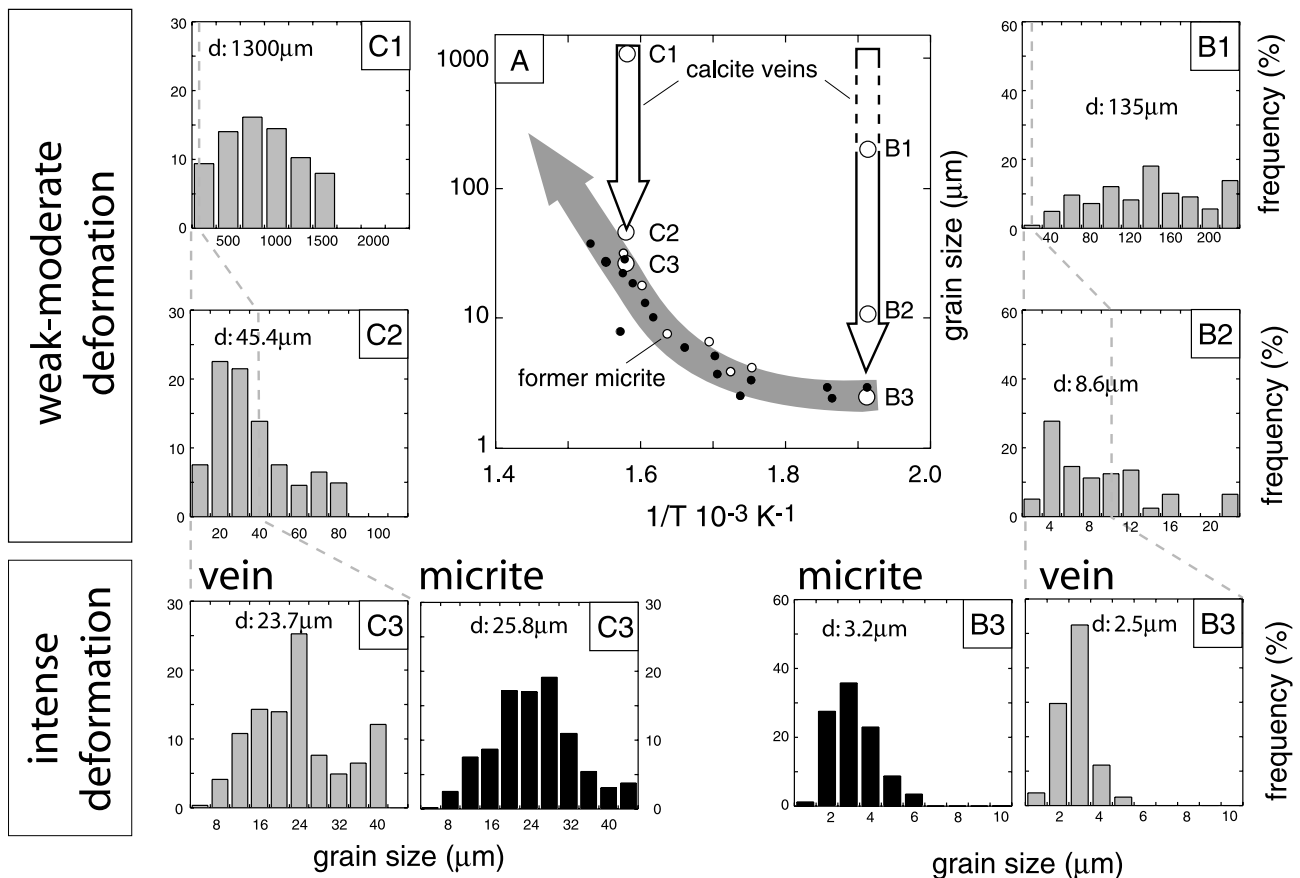 weak-moderate
deformation
intense
deformation
30
20
10
0
d: 1300µm
C1
500 1000 1500 2000
30
20
10
0
d: 45.4µm
C2
20 40 60 80 100
vein
30
20
10
0
d: 23.7µm
C3
8 16 24 32 40
micrite
30
20
10
0
d: 25.8µm
C3
8 16 24 32 40
grain size (µm)
A
1000
100
10
1
C1
calcite veins
B1
C2
C3
B2
former micrite
B3
grain size (µm)
1.4 1.6 1.8 2.0
1/T 10-3 K-1
60
40
20
0
d: 135µm
B1
40 80 120 160 200
frequency (%)
60
40
20
0
d: 8.6µm
B2
4 8 12 16 20
frequency (%)
micrite
60
40
20
0
d: 3.2µm
B3
2 4 6 8 10
vein
d: 2.5µm
B3
2 4 6 8 10
frequency (%)
grain size (µm)